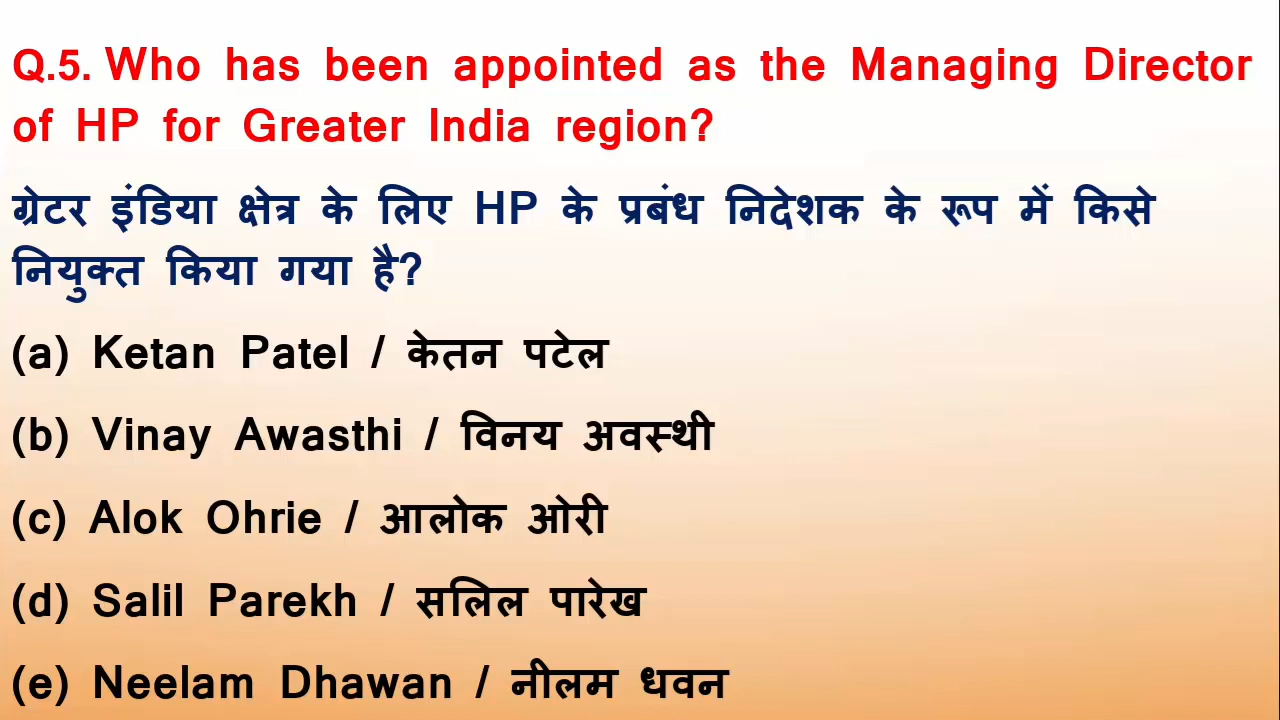 Q.5. Who has been appointed as the Managing Director
of HP for Greater India region?
ग्रेटर इंडिया क्षेत्र के लिए HP के प्रबंध निदेशक के रूप में किसे
नियुक्त किया गया है?
(a) Ketan Patel / केतन पटेल
(b) Vinay Awasthi / विनय अवस्थी
(c) Alok Ohrie / आलोक ओरी
(d) Salil Parekh / सलिल पारेख
(e) Neelam Dhawan / नीलम धवन